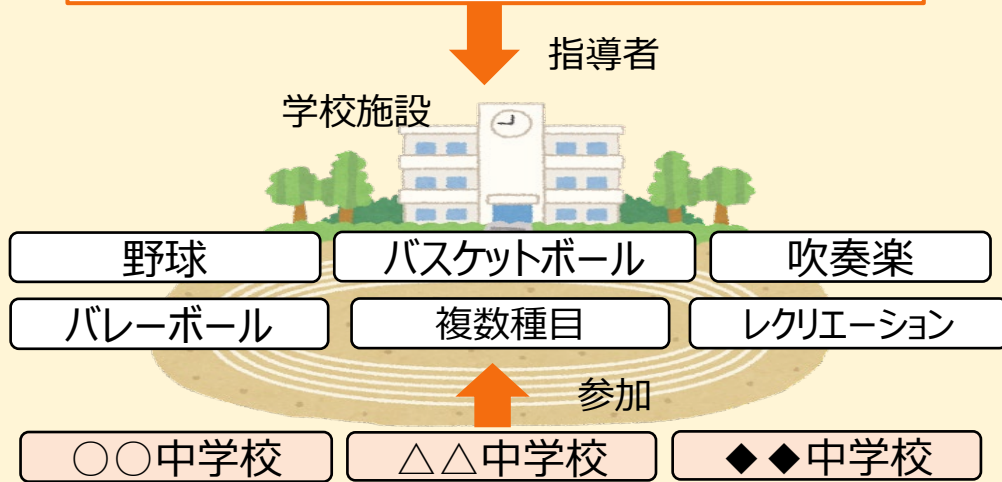 指導者
学校施設
野球
バスケットボール
吹奏楽
バレーボール
複数種目
レクリエーション
参加
○○中学校
△△中学校
◆◆中学校